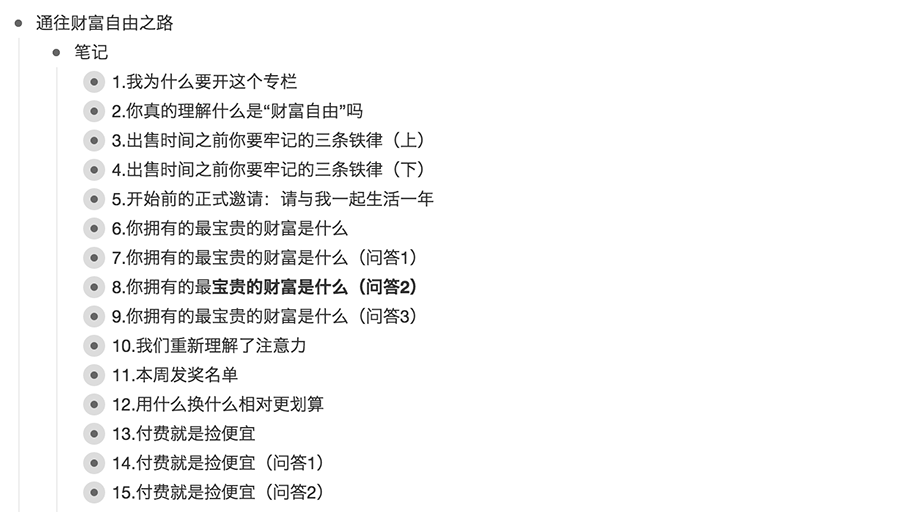 通往财富自由之路
笔记
1.我为什么要开这个专栏
2.你真的理解什么是“财富自由”吗
3.出售时间之前你要牢记的三条铁律（上）
4.出售时间之前你要牢记的三条铁律（下）
5.开始前的正式邀请：请与我一起生活一年
6.你拥有的最宝贵的财富是什么
7.你拥有的最宝贵的财富是什么（问答1）
8.你拥有的最宝贵的财富是什么（问答2）
9.你拥有的最宝贵的财富是什么（问答3）
10.我们重新理解了注意力
11.本周发奖名单
12.用什么换什么相对更划算
13.付费就是捡便宜
14.付费就是捡便宜（问答1）
15.付费就是捡便宜（问答2）